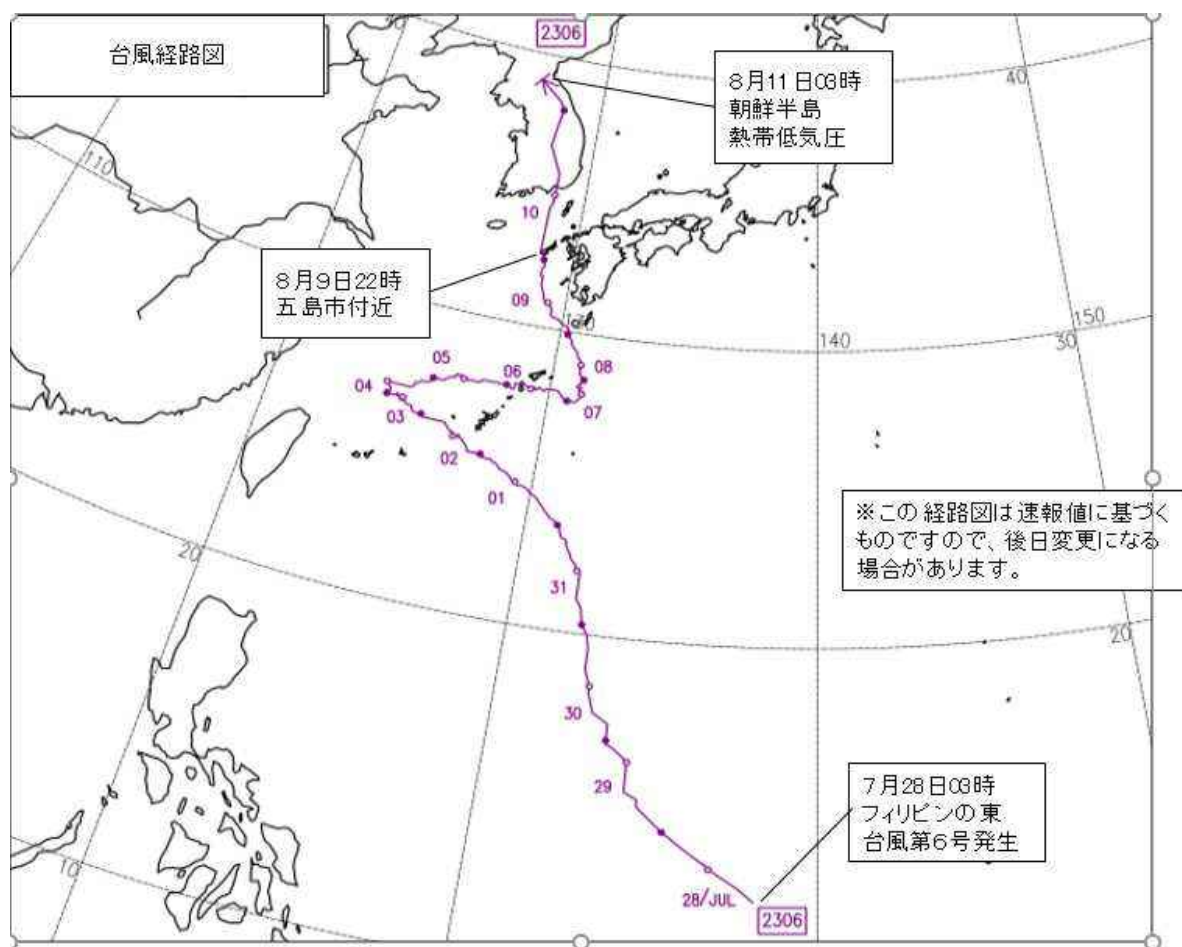 2306
台風経路図
8月11日03時
朝鮮半島
熱帯低気圧
40
110
10
8月9日22時
五島市付近
09
140
150
30
08
05
06
04
07
03
02
01
※この経路図は速報値に基づく
ものですので、後日変更になる
場合があります。
20
31
20
30
29
7月28日03時
フィリピンの東
台風第6号発生
10
28/JUL
2306